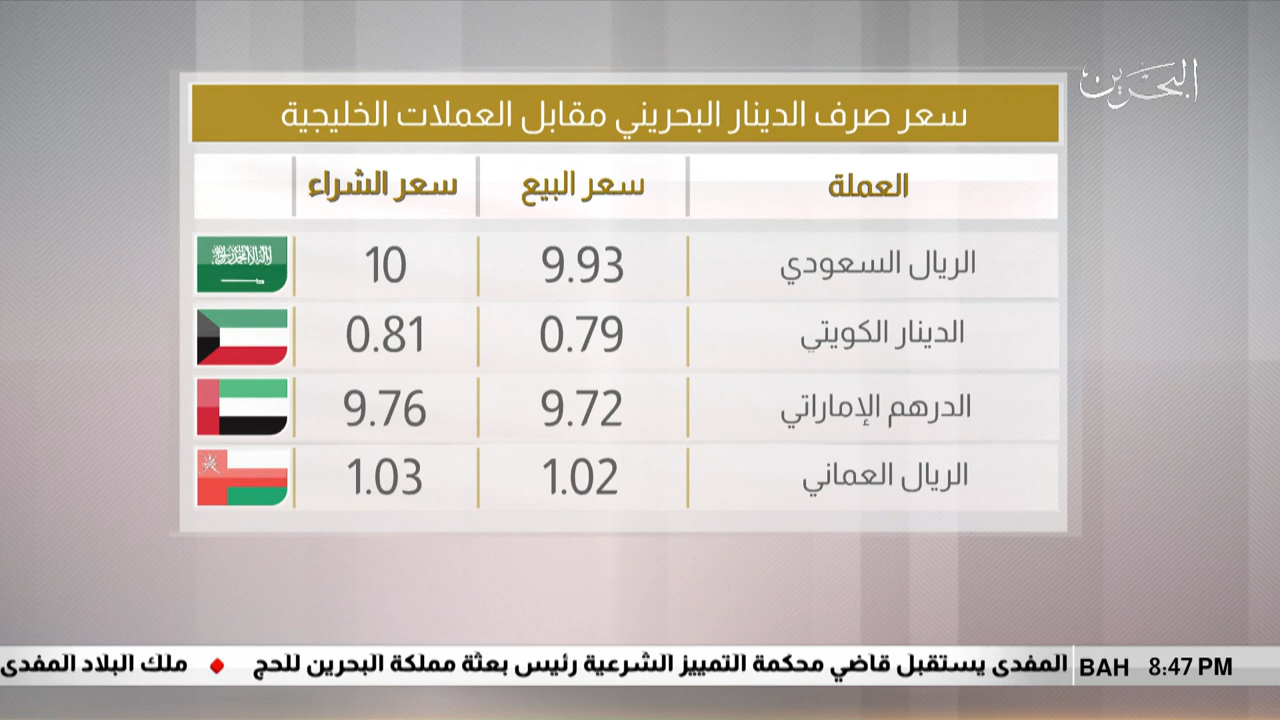 البحرين
سعر صرف الدينار البحريني مقابل العملات الخليجية
العملة سعر البيع سعر الشراء
الريال السعودي 9.93 10
الدينار الكويتي 0.79 0.81
الدرهم الإماراتي 9.72 9.76
الريال العماني 1.02 1.03
المفدى يستقبل قاضي محكمة التمييز الشرعية رئيس بعثة مملكة البحرين للحج ملك البلاد المفدى
BAH 8:47 PM